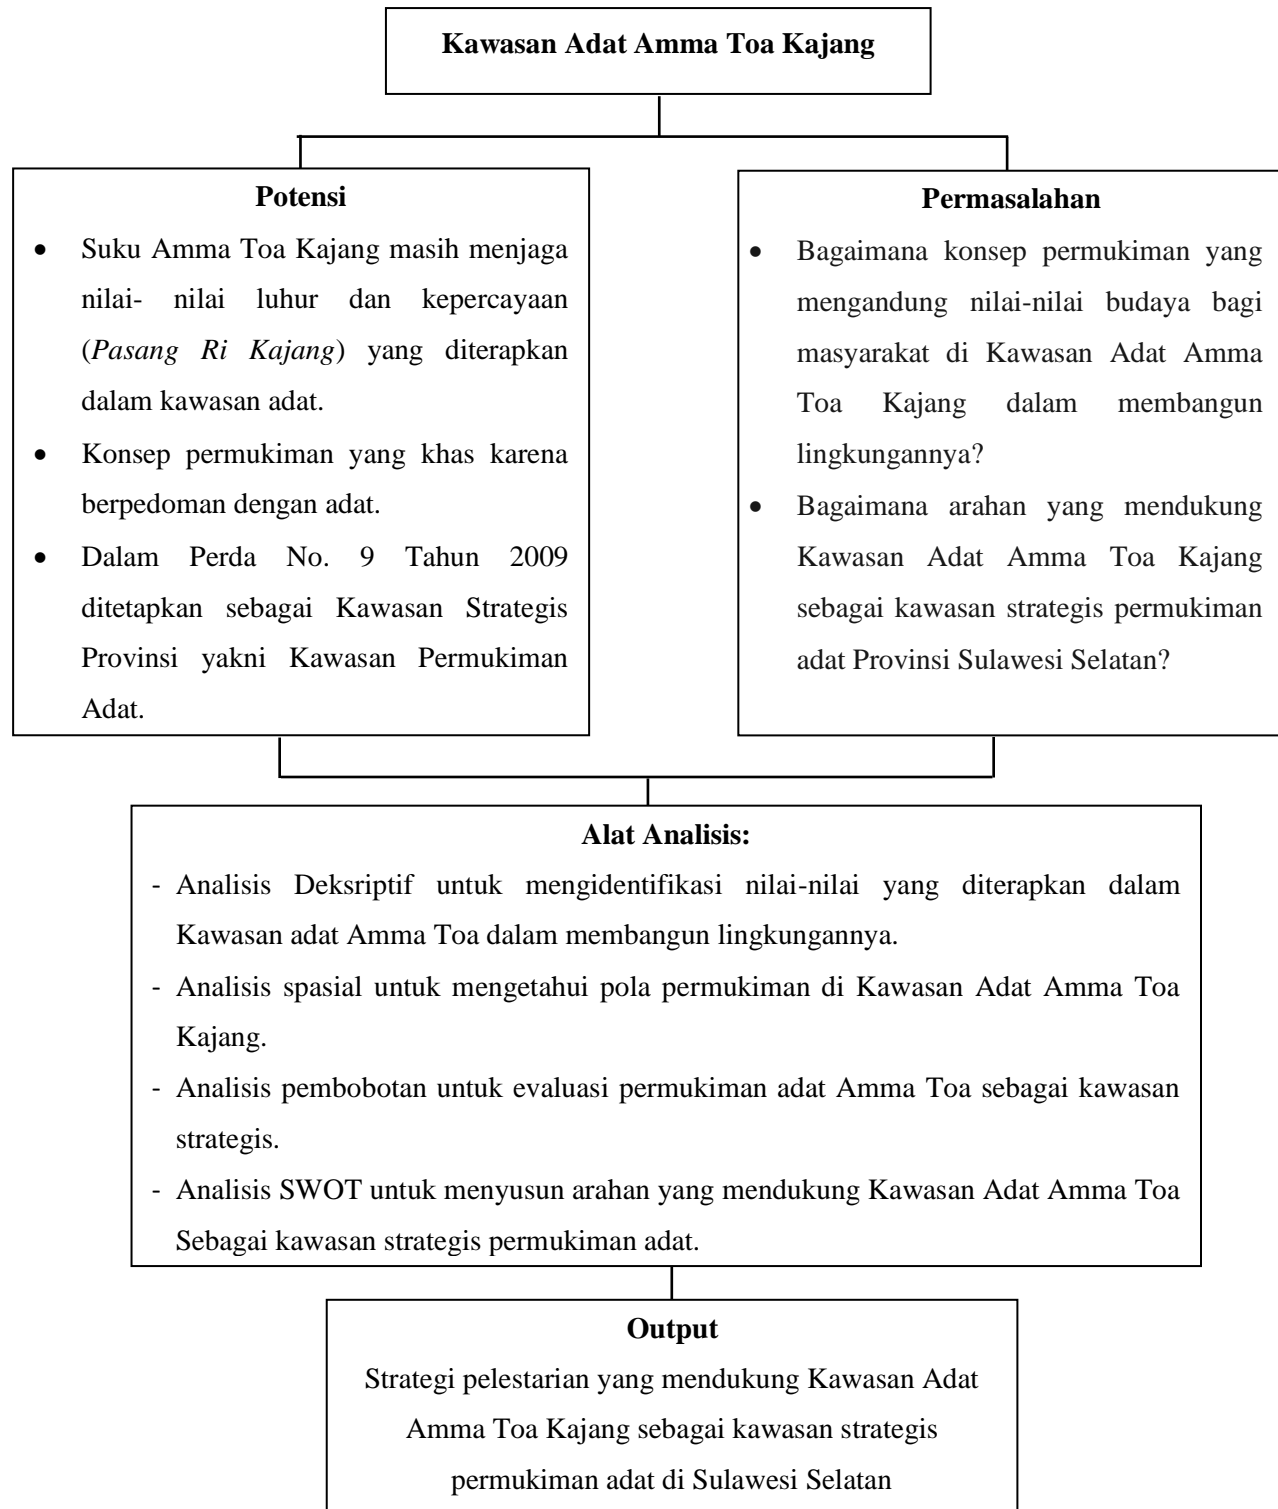 Kawasan Adat Amma Toa Kajang
Potensi
• Suku Amma Toa Kajang masih menjaga
nilai- nilai luhur dan kepercayaan
(Pasang Ri Kajang) yang diterapkan
dalam kawasan adat.
• Konsep permukiman yang khas karena
berpedoman dengan adat.
• Dalam Perda No. 9 Tahun 2009
ditetapkan sebagai Kawasan Strategis
Provinsi yakni Kawasan Permukiman
Adat.
Permasalahan
• Bagaimana konsep permukiman yang
mengandung nilai-nilai budaya bagi
masyarakat di Kawasan Adat Amma
Toa Kajang dalam membangun
lingkungannya?
• Bagaimana arahan yang mendukung
Kawasan Adat Amma Toa Kajang
sebagai kawasan strategis permukiman
adat Provinsi Sulawesi Selatan?
Alat Analisis:
- Analisis Deksriptif untuk mengidentifikasi nilai-nilai yang diterapkan dalam
Kawasan adat Amma Toa dalam membangun lingkungannya.
- Analisis spasial untuk mengetahui pola permukiman di Kawasan Adat Amma Toa
Kajang.
- Analisis pembobotan untuk evaluasi permukiman adat Amma Toa sebagai kawasan
strategis.
- Analisis SWOT untuk menyusun arahan yang mendukung Kawasan Adat Amma Toa
Sebagai kawasan strategis permukiman adat.
Output
Strategi pelestarian yang mendukung Kawasan Adat
Amma Toa Kajang sebagai kawasan strategis
permukiman adat di Sulawesi Selatan